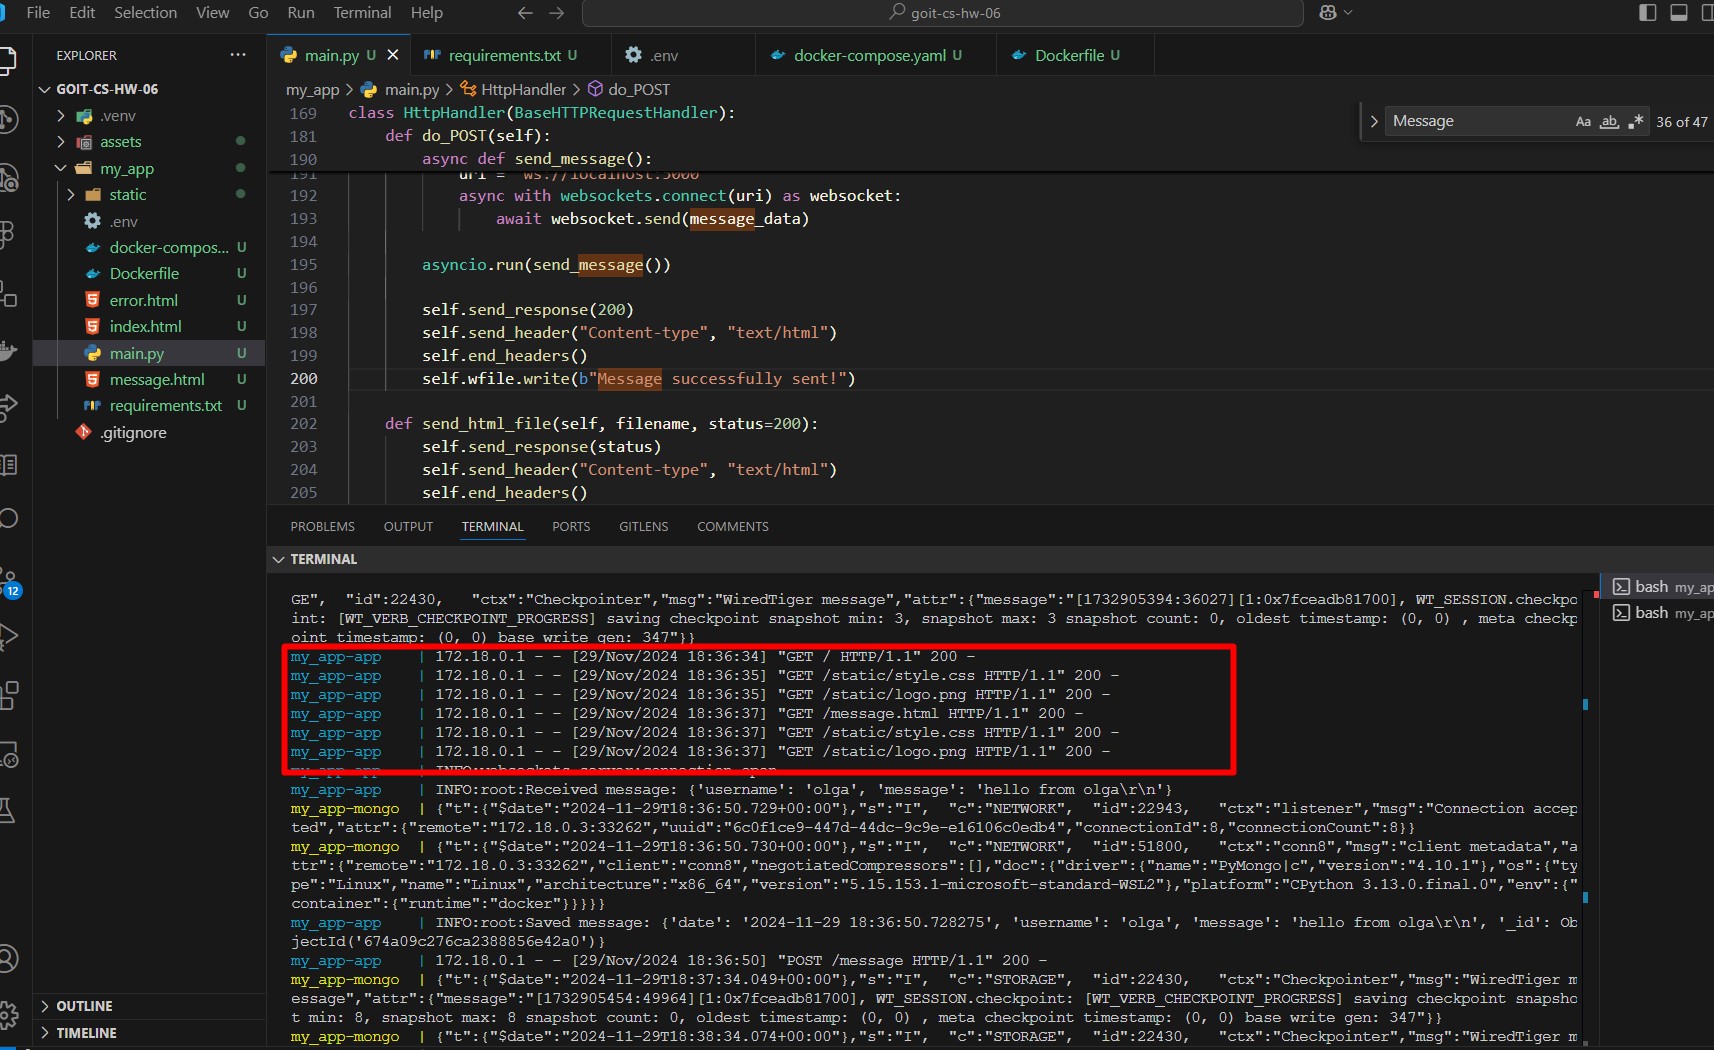 File Edit Selection View Go Run Terminal Help
goit-cs-hw-06
EXPLORER
GOIT-CS-HW-06
.venv
assets
my_app
static
.env
docker-compos... U
Dockerfile U
error.html U
index.html U
main.py U
message.html U
requirements.txt U
.gitignore
12
OUTLINE
TIMELINE
main.py U
requirements.txt U
.env
docker-compose.yaml U
Dockerfile U
my_app > main.py > HttpHandler > do_POST
Message Aa ab 36 of 47
169 class HttpHandler(BaseHTTPRequestHandler):
181 def do_POST(self):
190 async def send_message():
191 uri = "ws://localhost:5000"
192 async with websockets.connect(uri) as websocket:
193 await websocket.send(message_data)
194
195 asyncio.run(send_message())
196
197 self.send_response(200)
198 self.send_header("Content-type", "text/html")
199 self.end_headers()
200 self.wfile.write(b"Message successfully sent!")
201
202 def send_html_file(self, filename, status=200):
203 self.send_response(status)
204 self.send_header("Content-type", "text/html")
205 self.end_headers()
PROBLEMS OUTPUT TERMINAL PORTS GITLENS COMMENTS
TERMINAL
GE", "id":22430, "ctx":"Checkpointer","msg":"WiredTiger message","attr":{"message":"[1732905394:36027][1:0x7fceadb81700], WT_SESSION.checkpo
int: [WT_VERB_CHECKPOINT_PROGRESS] saving checkpoint snapshot min: 3, snapshot max: 3 snapshot count: 0, oldest timestamp: (0, 0) , meta checkp
oint timestamp: (0, 0) base write gen: 347"}}
my_app-app | 172.18.0.1 - - [29/Nov/2024 18:36:34] "GET / HTTP/1.1" 200 -
my_app-app | 172.18.0.1 - - [29/Nov/2024 18:36:35] "GET /static/style.css HTTP/1.1" 200 -
my_app-app | 172.18.0.1 - - [29/Nov/2024 18:36:35] "GET /static/logo.png HTTP/1.1" 200 -
my_app-app | 172.18.0.1 - - [29/Nov/2024 18:36:37] "GET /message.html HTTP/1.1" 200 -
my_app-app | 172.18.0.1 - - [29/Nov/2024 18:36:37] "GET /static/style.css HTTP/1.1" 200 -
my_app-app | 172.18.0.1 - - [29/Nov/2024 18:36:37] "GET /static/logo.png HTTP/1.1" 200 -
my_app-app | INFO:websockets.server:connection open
my_app-app | INFO:root:Received message: {'username': 'olga', 'message': 'hello from olga\r\n'}
my_app-mongo | {"t":{"$date":"2024-11-29T18:36:50.729+00:00"},"s":"I", "c":"NETWORK", "id":22943, "ctx":"listener","msg":"Connection accep
ted","attr":{"remote":"172.18.0.3:33262","uuid":"6c0f1ce9-447d-44dc-9c9e-e16106c0edb4","connectionId":8,"connectionCount":8}}
my_app-mongo | {"t":{"$date":"2024-11-29T18:36:50.730+00:00"},"s":"I", "c":"NETWORK", "id":51800, "ctx":"conn8","msg":"client metadata","a
ttr":{"remote":"172.18.0.3:33262","client":"conn8","negotiatedCompressors":[],"doc":{"driver":{"name":"PyMongo|c","version":"4.10.1"},"os":{"ty
pe":"Linux","name":"Linux","architecture":"x86_64","version":"5.15.153.1-microsoft-standard-WSL2"},"platform":"CPython 3.13.0.final.0","env":{"
container":{"runtime":"docker"}}}}}
my_app-app | INFO:root:Saved message: {'date': '2024-11-29 18:36:50.728275', 'username': 'olga', 'message': 'hello from olga\r\n', '_id': Ob
jectId('674a09c276ca2388856e42a0')}
my_app-app | 172.18.0.1 - - [29/Nov/2024 18:36:50] "POST /message HTTP/1.1" 200 -
my_app-mongo | {"t":{"$date":"2024-11-29T18:37:34.049+00:00"},"s":"I", "c":"STORAGE", "id":22430, "ctx":"Checkpointer","msg":"WiredTiger m
essage","attr":{"message":"[1732905454:49964][1:0x7fceadb81700], WT_SESSION.checkpoint: [WT_VERB_CHECKPOINT_PROGRESS] saving checkpoint snapsho
t min: 8, snapshot max: 8 snapshot count: 0, oldest timestamp: (0, 0) , meta checkpoint timestamp: (0, 0) base write gen: 347"}}
my_app-mongo | {"t":{"$date":"2024-11-29T18:38:34.074+00:00"},"s":"I", "c":"STORAGE", "id":22430, "ctx":"Checkpointer","msg":"WiredTiger m
bash my_ap
bash my_ap